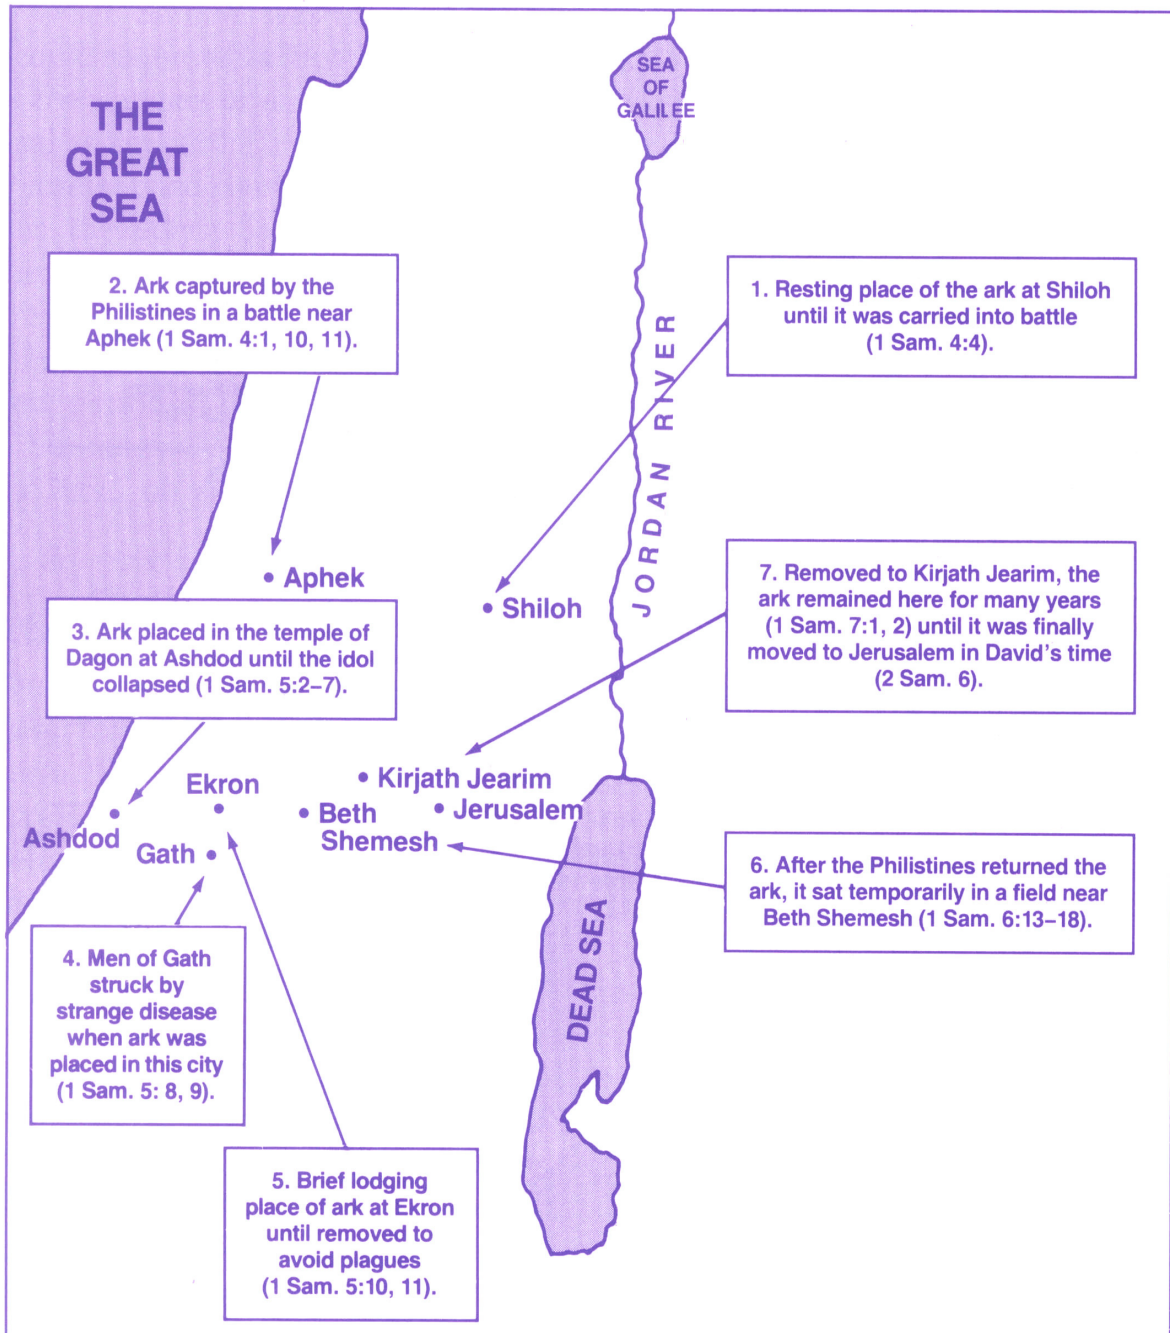 THE
GREAT
SEA
SEA
OF
GALILEE
2. Ark captured by the
Philistines in a battle near
Aphek (1 Sam. 4:1, 10, 11).
1. Resting place of the ark at Shiloh
until it was carried into battle
(1 Sam. 4:4).
JORDAN RIVER
Aphek
Shiloh
3. Ark placed in the temple of
Dagon at Ashdod until the idol
collapsed (1 Sam. 5:2–7).
7. Removed to Kirjath Jearim, the
ark remained here for many years
(1 Sam. 7:1, 2) until it was finally
moved to Jerusalem in David's time
(2 Sam. 6).
Kirjath Jearim
Ekron
Beth
Shemesh
Jerusalem
Ashdod
Gath
6. After the Philistines returned the
ark, it sat temporarily in a field near
Beth Shemesh (1 Sam. 6:13–18).
DEAD SEA
4. Men of Gath
struck by
strange disease
when ark was
placed in this city
(1 Sam. 5: 8, 9).
5. Brief lodging
place of ark at Ekron
until removed to
avoid plagues
(1 Sam. 5:10, 11).